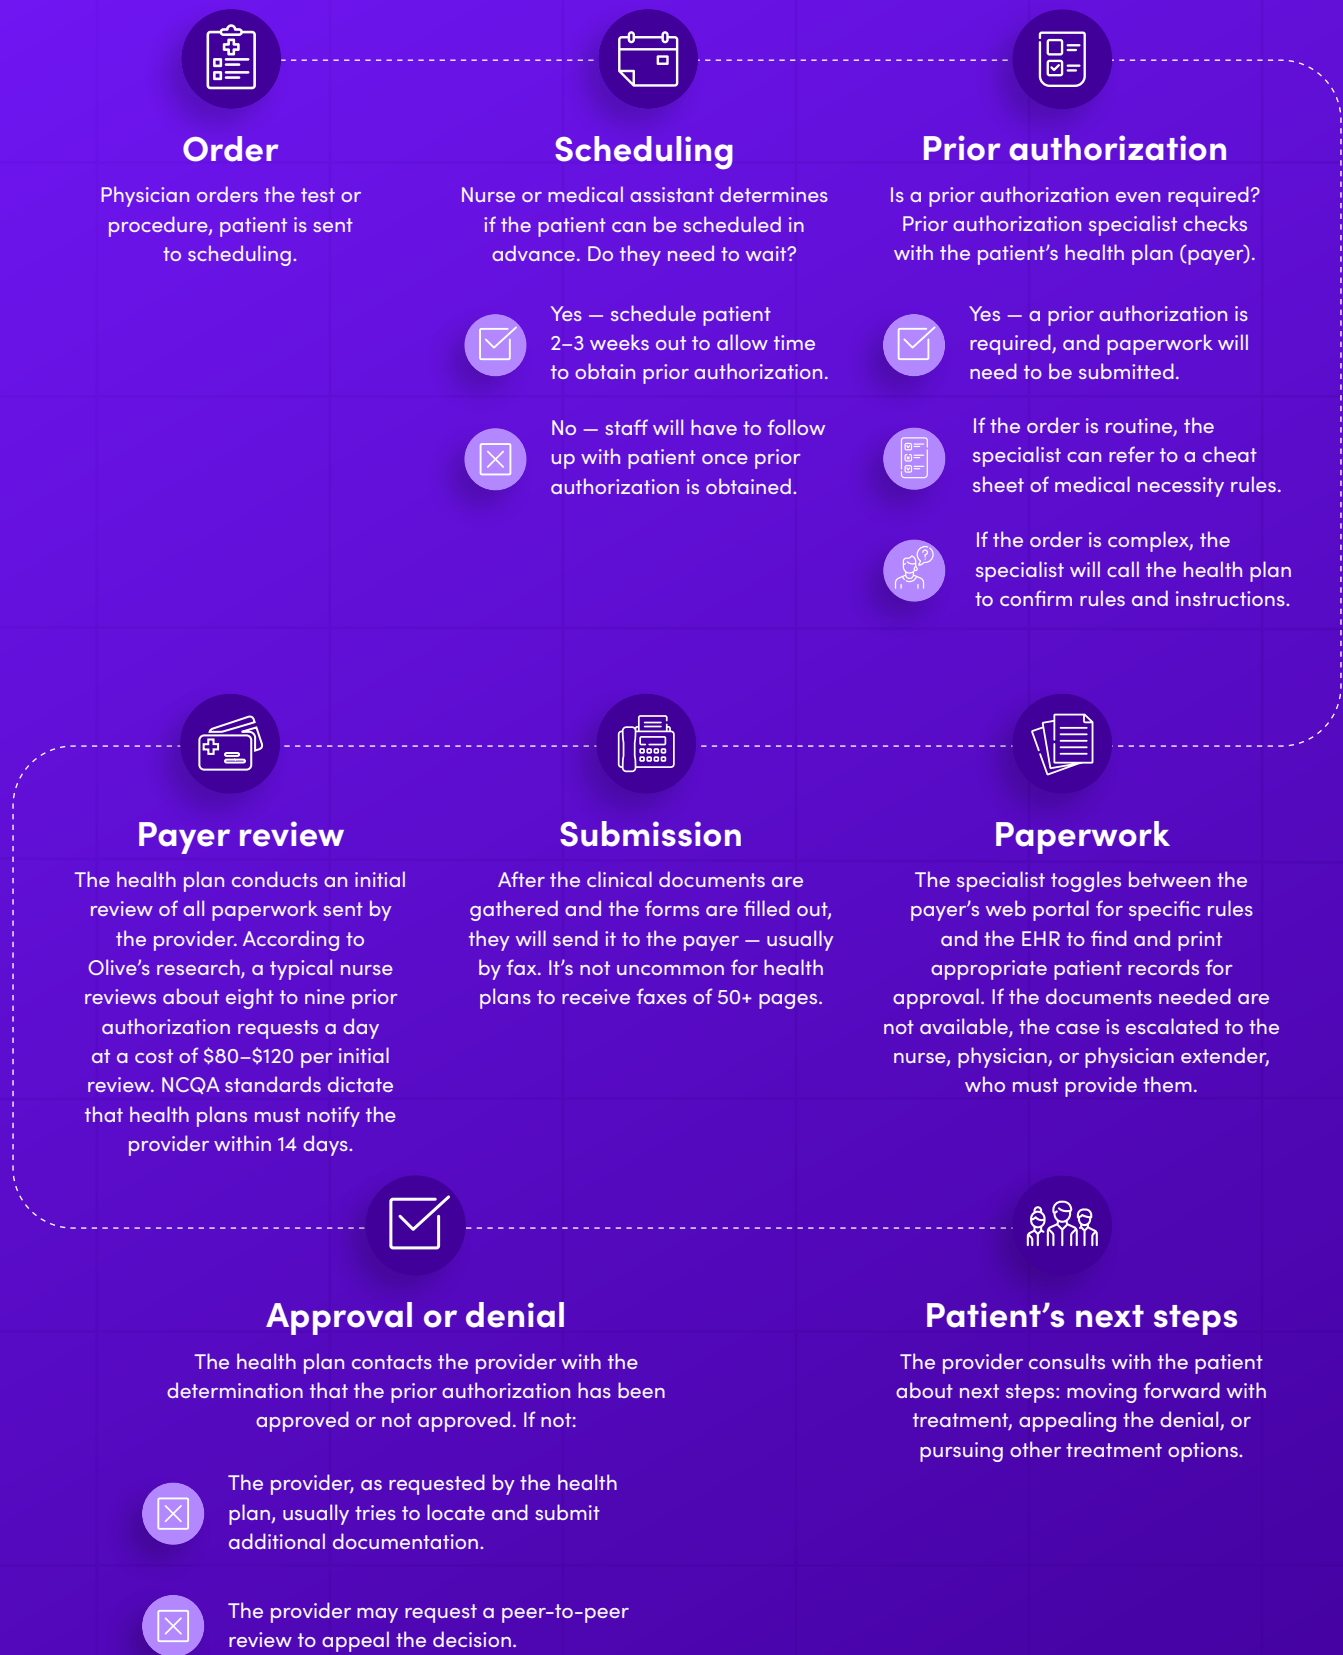 Order
Physician orders the test or
procedure, patient is sent
to scheduling.
Scheduling
Nurse or medical assistant determines
if the patient can be scheduled in
advance. Do they need to wait?
Yes — schedule patient
2–3 weeks out to allow time
to obtain prior authorization.
No — staff will have to follow
up with patient once prior
authorization is obtained.
Prior authorization
Is a prior authorization even required?
Prior authorization specialist checks
with the patient’s health plan (payer).
Yes — a prior authorization is
required, and paperwork will
need to be submitted.
If the order is routine, the
specialist can refer to a cheat
sheet of medical necessity rules.
If the order is complex, the
specialist will call the health plan
to confirm rules and instructions.
Paperwork
The specialist toggles between the
payer’s web portal for specific rules
and the EHR to find and print
appropriate patient records for
approval. If the documents needed are
not available, the case is escalated to the
nurse, physician, or physician extender,
who must provide them.
Submission
After the clinical documents are
gathered and the forms are filled out,
they will send it to the payer — usually
by fax. It’s not uncommon for health
plans to receive faxes of 50+ pages.
Payer review
The health plan conducts an initial
review of all paperwork sent by
the provider. According to
Olive’s research, a typical nurse
reviews about eight to nine prior
authorization requests a day
at a cost of $80–$120 per initial
review. NCQA standards dictate
that health plans must notify the
provider within 14 days.
Approval or denial
The health plan contacts the provider with the
determination that the prior authorization has been
approved or not approved. If not:
The provider, as requested by the health
plan, usually tries to locate and submit
additional documentation.
The provider may request a peer-to-peer
review to appeal the decision.
Patient’s next steps
The provider consults with the patient
about next steps: moving forward with
treatment, appealing the denial, or
pursuing other treatment options.